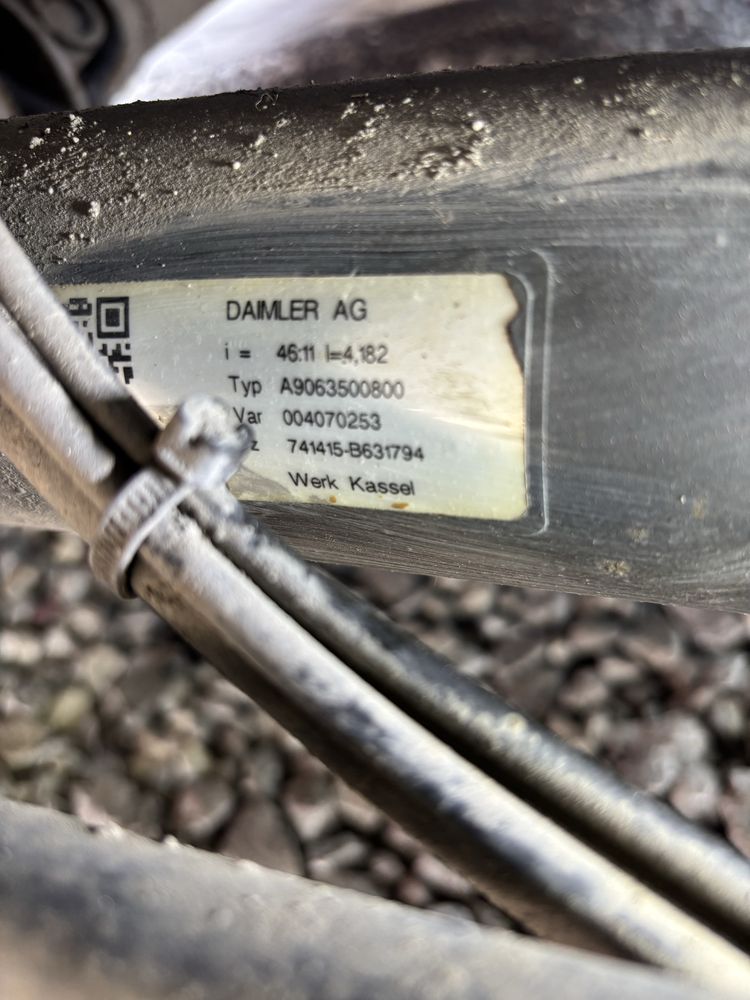 DAIMLER AG
i = 46:11 I=4,182
Typ A9063500800
Var 004070253
z 741415-B631794
Werk Kassel